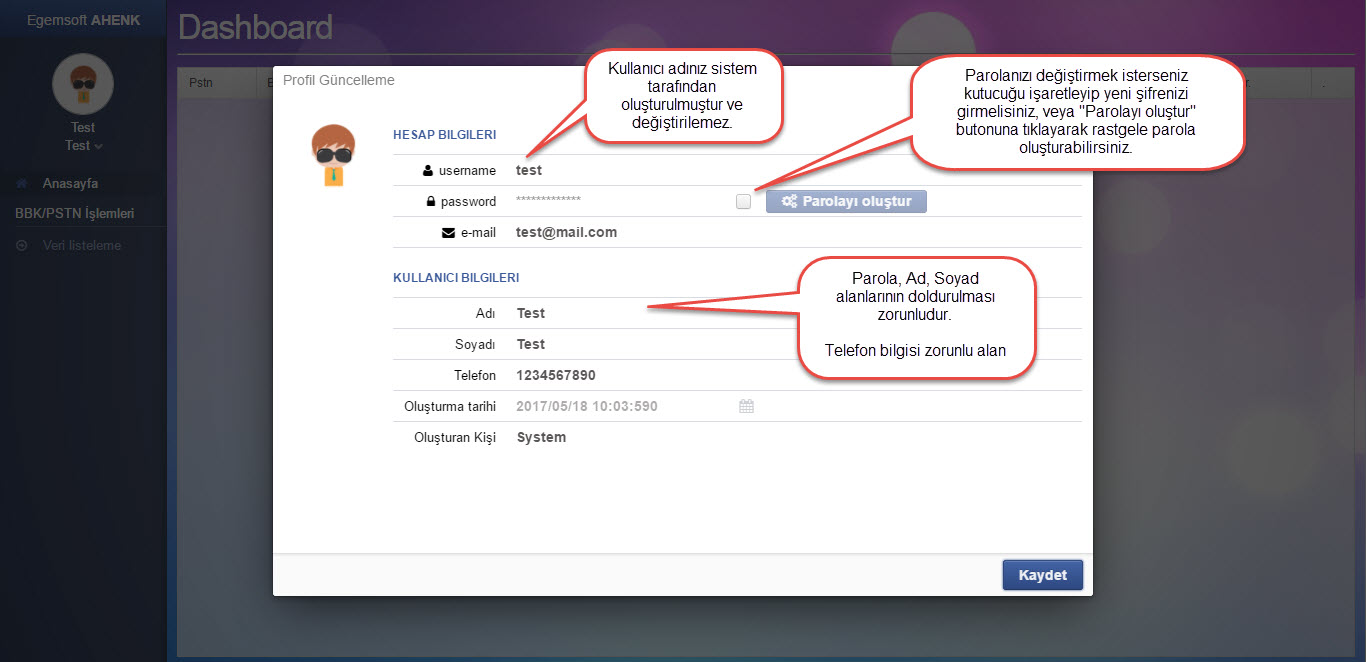 Egemsoft AHENK
Test
Test
Anasayfa
BBK/PSTN İşlemleri
Veri listeleme
Dashboard
Pstn
Profil Güncelleme
HESAP BILGILERI
username test
password ************* Parolayı oluştur
e-mail test@mail.com
KULLANICI BILGILERI
Adı Test
Soyadı Test
Telefon 1234567890
Oluşturma tarihi 2017/05/18 10:03:590
Oluşturan Kişi System
Kaydet
Kullanici adınız sistem
tarafından
oluşturulmuştur ve
değiştirilemez.
Parolanızı değiştirmek isterseniz
kutucuğu işaretleyip yeni şifrenizi
girmelisiniz, veya "Parolayı oluştur"
butonuna tıklayarak rastgele parola
oluşturabilirsiniz.
Parola, Ad, Soyad
alanlarının doldurulması
zorunludur.
Telefon bilgisi zorunlu alan